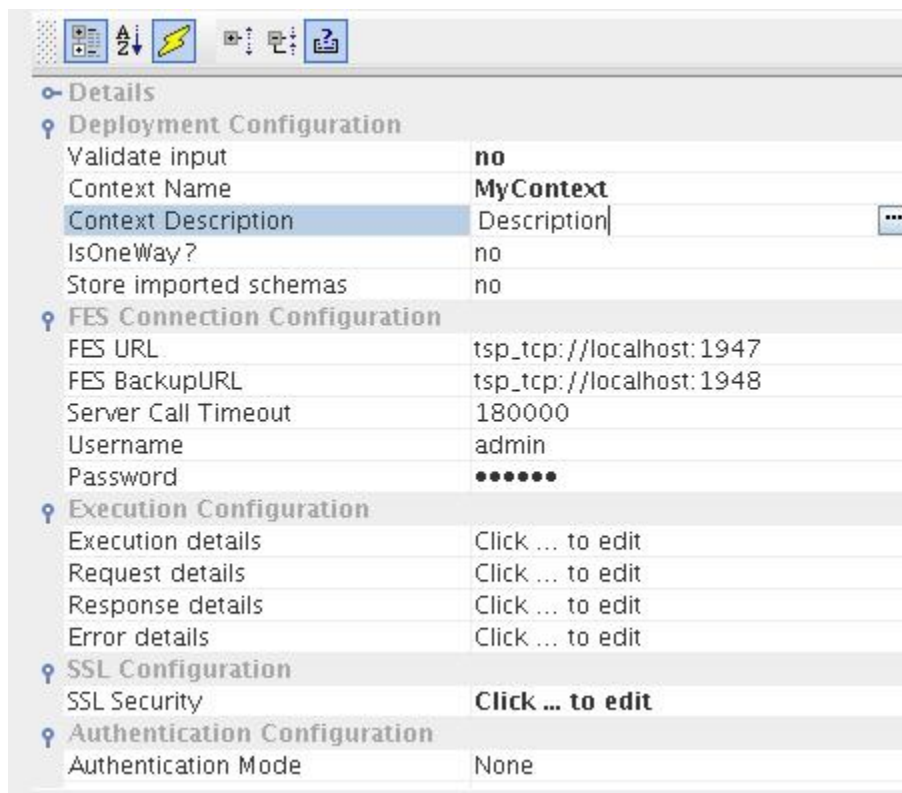 A
Z
Details
Deployment Configuration
Validate input no
Context Name MyContext
Context Description Description ...
IsOneWay? no
Store imported schemas no
FES Connection Configuration
FES URL tsp_tcp://localhost:1947
FES BackupURL tsp_tcp://localhost:1948
Server Call Timeout 180000
Username admin
Password ••••••
Execution Configuration
Execution details Click ... to edit
Request details Click ... to edit
Response details Click ... to edit
Error details Click ... to edit
SSL Configuration
SSL Security Click ... to edit
Authentication Configuration
Authentication Mode None